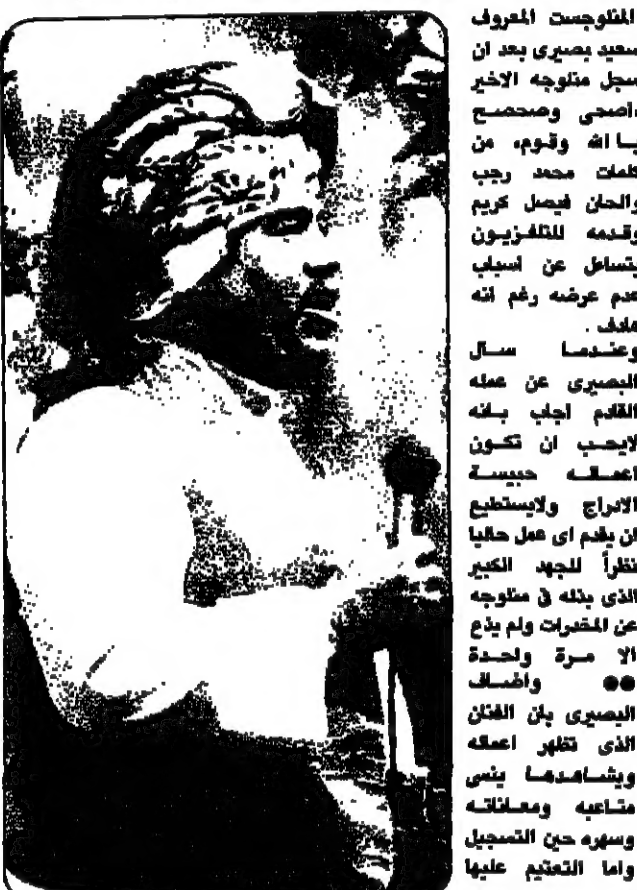 المنلوجست المعروف
سعيد بصيرى بعد ان
سجل منلوجه الاخير
اصحى وصحصح
يا الله وقوم، من
كلمات محمد رجب
والحان فيصل كريم
وقدمه للتلفزيون
يتساءل عن اسباب
عدم عرضه رغم انه
هادف .
وعندما سال
البصيرى عن عمله
القادم اجاب بانه
لايحب ان تكون
اعماله حبيسة
الادراج ولايستطيع
ان يقدم اى عمل حاليا
نظراً للجهد الكبير
الذى بذله في منلوجه
عن المخدرات ولم يذع
الا مرة واحدة
●● واضاف
البصيرى بان الفنان
الذى تظهر اعماله
ويشاهدها ينسى
متاعبه ومعاناته
وسهره حين التسجيل
واما التعتيم عليها